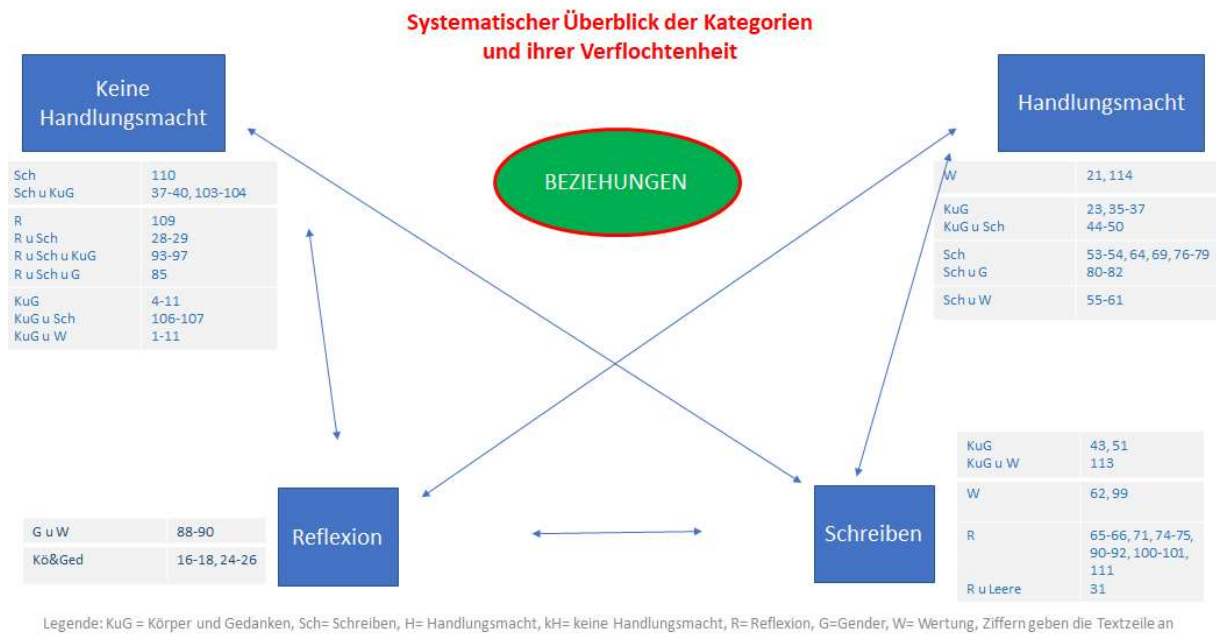 Systematischer Überblick der Kategorien
und ihrer Verflochtenheit
Keine
Handlungsmacht
Handlungsmacht
BEZIEHUNGEN
Sch 110
Sch u KuG 37-40, 103-104
R 109
R u Sch 28-29
R u Sch u KuG 93-97
R u Sch u G 85
KuG 4-11
KuG u Sch 106-107
KuG u W 1-11
W 21, 114
KuG 23, 35-37
KuG u Sch 44-50
Sch 53-54, 64, 69, 76-79
Sch u G 80-82
Sch u W 55-61
G u W 88-90
Kö&Ged 16-18, 24-26
Reflexion
Schreiben
KuG 43, 51
KuG u W 113
W 62, 99
R 65-66, 71, 74-75,
90-92, 100-101,
111
R u Leere 31
Legende: KuG = Körper und Gedanken, Sch= Schreiben, H= Handlungsmacht, kH= keine Handlungsmacht, R= Reflexion, G=Gender, W= Wertung, Ziffern geben die Textzeile an